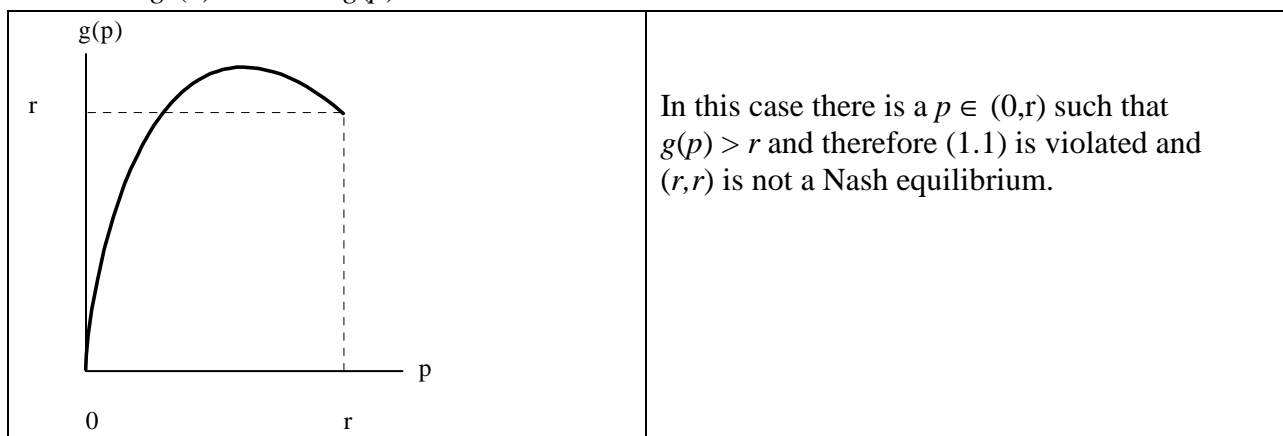 g(p)
r
p
0
r
In this case there is a p ∈ (0,r) such that
g(p) > r and therefore (1.1) is violated and
(r,r) is not a Nash equilibrium.